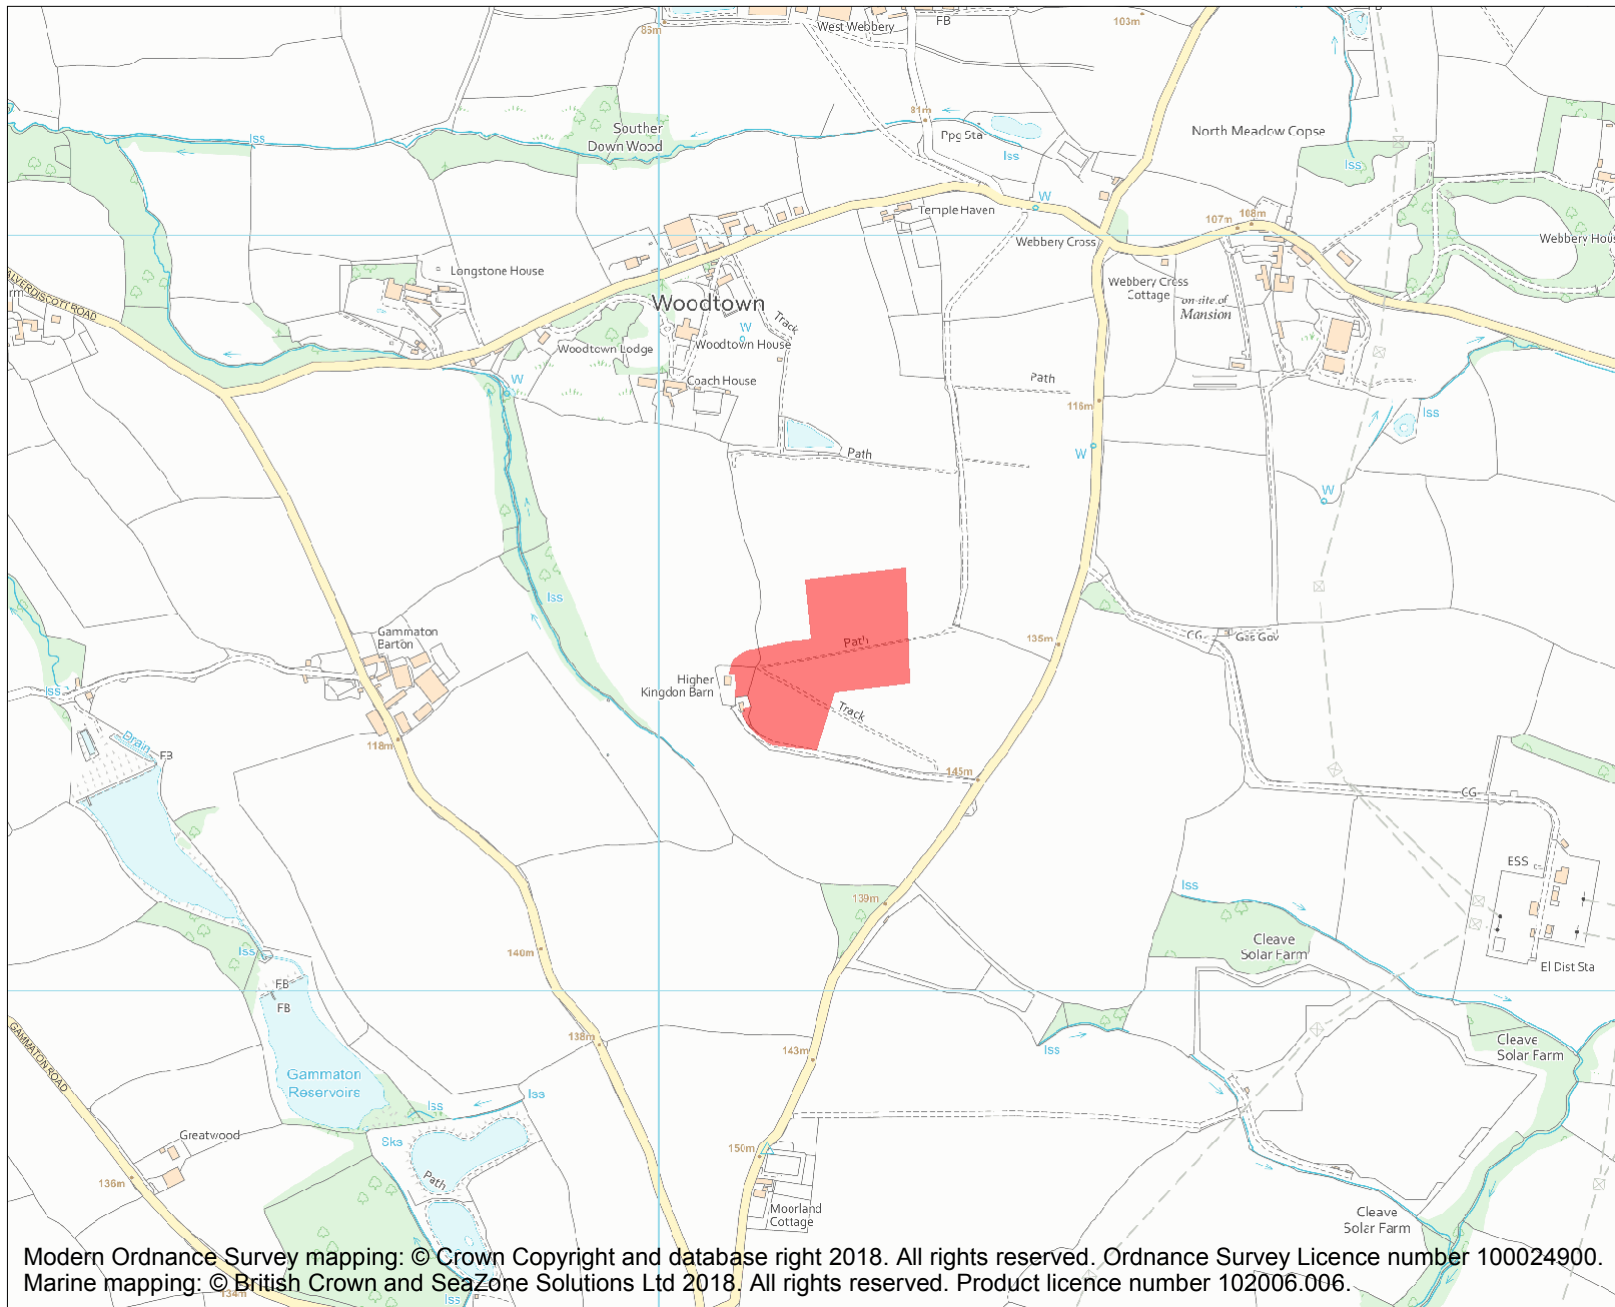 West Webbery
FB
103m
86m
FB
Souther
Down Wood
81m
Ppg Sta
Iss
North Meadow Copse
Iss
Iss
W
Temple Haven
Webbery Cross
107m
108m
Webbery Hous
Longstone House
ALVERDISCOTT ROAD
rm
Woodtown
Track
W
Woodtown Lodge
Woodtown House
Coach House
Webbery Cross
Cottage
on site of
Mansion
Path
116m
W
W
Iss
W
Path
Iss
Gammaton
Barton
Path
135m
CG
Gas Gov
Higher
Kingdon Barn
Track
Iss
Drain
FB
118m
145m
CG
ESS
139m
Iss
Cleave
Solar Farm
El Dist Sta
140m
Iss
FB
FB
138m
143m
Iss
Cleave
Solar Farm
GAMMATON ROAD
Gammaton
Reservoirs
Iss
Iss
Greatwood
Sks
Path
150m
136m
Moorland
Cottage
Cleave
Solar Farm
Modern Ordnance Survey mapping: © Crown Copyright and database right 2018. All rights reserved. Ordnance Survey Licence number 100024900.
Marine mapping: © British Crown and SeaZone Solutions Ltd 2018. All rights reserved. Product licence number 102006.006.
134m
Iss